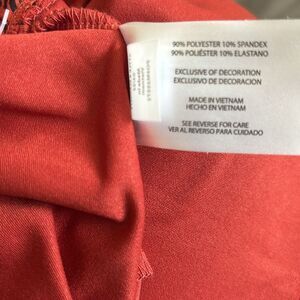 90% POLYESTER 10% SPANDEX
90% POLIÉSTER 10% ELASTANO
EXCLUSIVE OF DECORATION
EXCLUSIVO DE DECORACION
MADE IN VIETNAM
HECHO EN VIETNAM
SEE REVERSE FOR CARE
VER AL REVERSO PARA CUIDADO